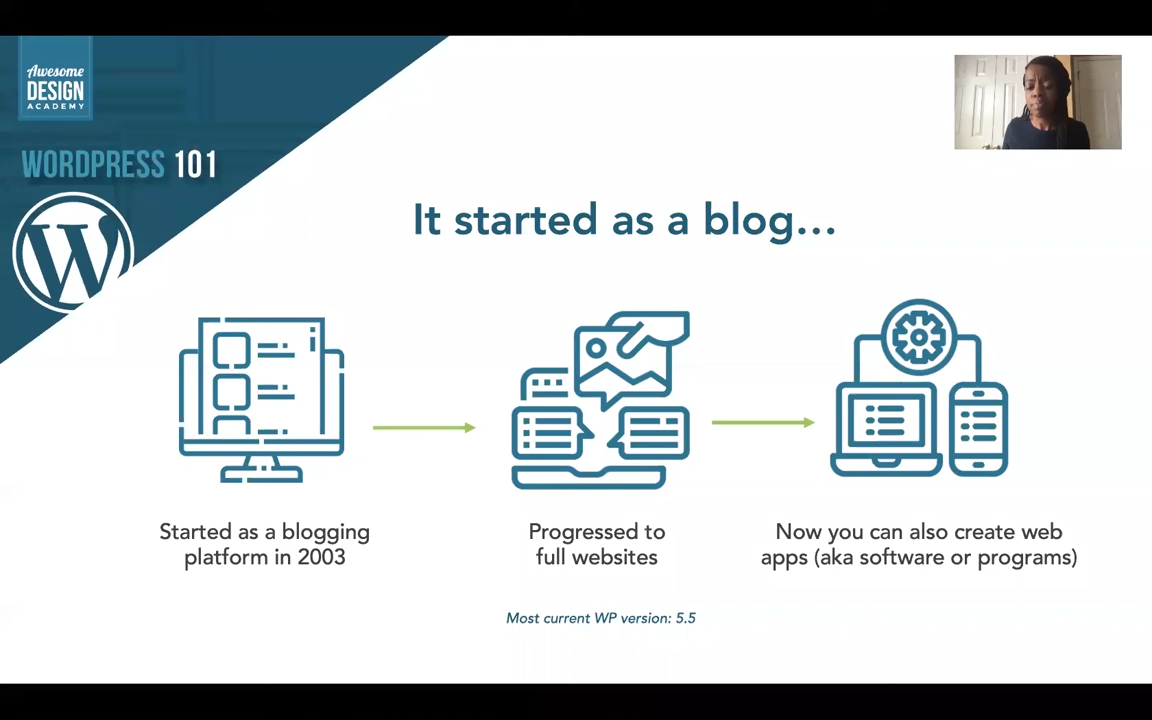 Awesome
DESIGN
ACADEMY
WORDPRESS 101
W
It started as a blog...
Started as a blogging
platform in 2003
Progressed to
full websites
Now you can also create web
apps (aka software or programs)
Most current WP version: 5.5